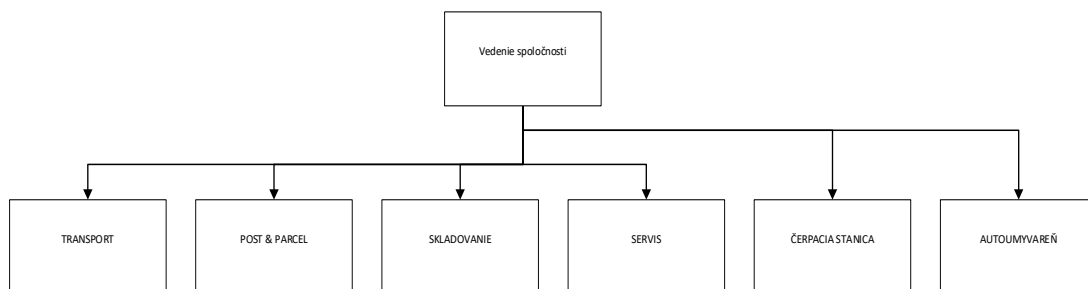 Vedenie spoločnosti
TRANSPORT
POST & PARCEL
SKLADOVANIE
SERVIS
ČERPACIA STANICA
AUTOUMYVAREŇ